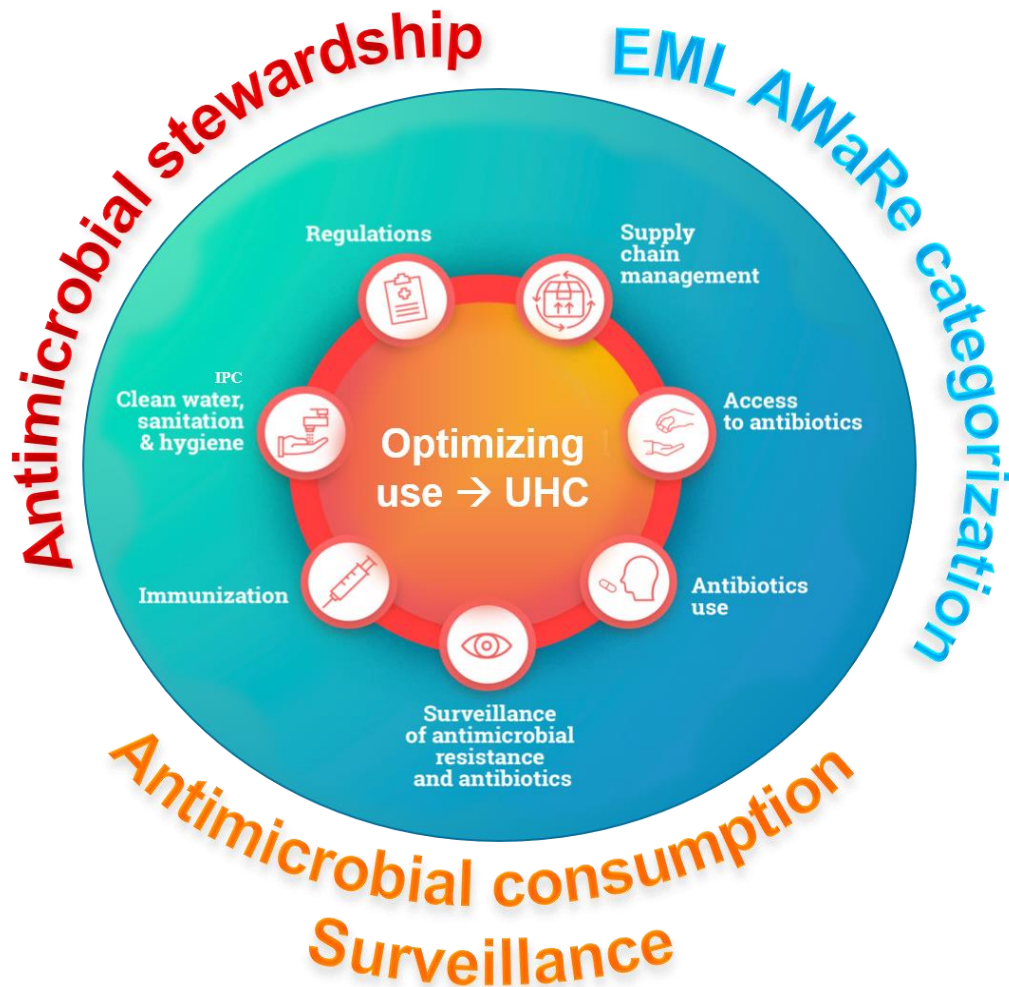 Antimicrobial stewardship
EML AWaRe categorization
Regulations
Supply
chain
management
IPC
Clean water,
sanitation
& hygiene
Access
to antibiotics
Optimizing
use → UHC
Immunization
Antibiotics
use
Surveillance
of antimicrobial
resistance
and antibiotics
Antimicrobial consumption
Surveillance